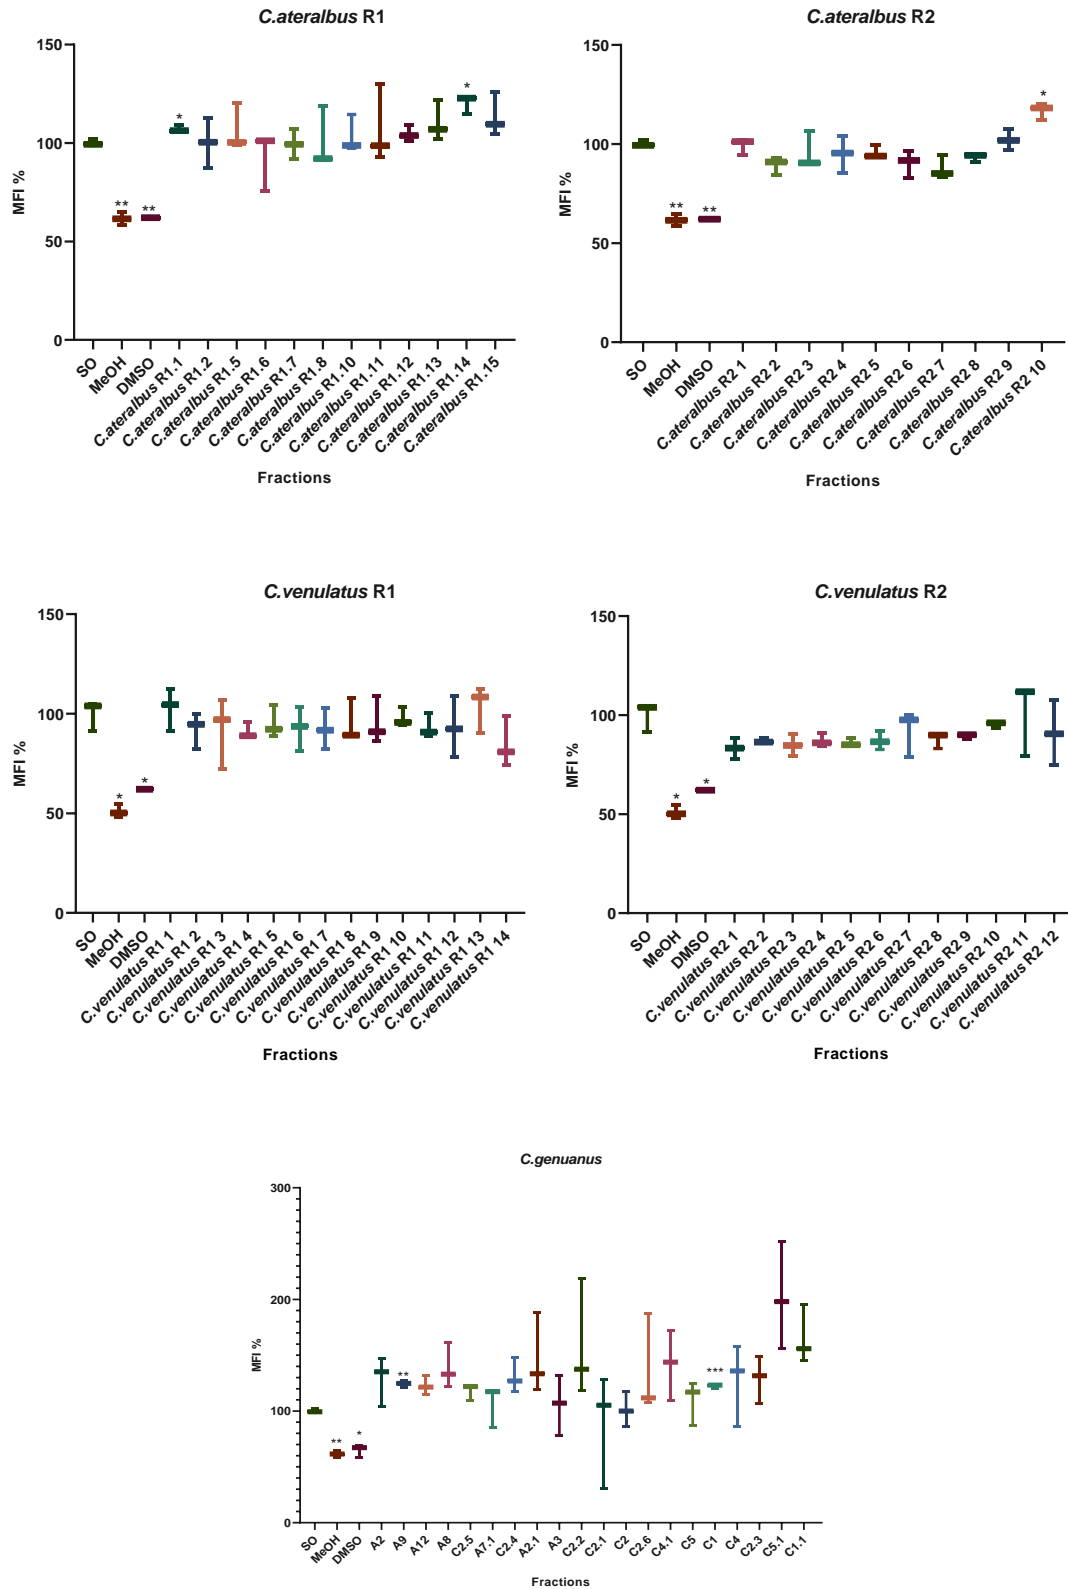 C.ateralbus R1
150
100
50
0
MFI %
*
**
**
*
SO
MeOH
DMSO
C.ateralbus R1.1
C.ateralbus R1.2
C.ateralbus R1.5
C.ateralbus R1.6
C.ateralbus R1.7
C.ateralbus R1.8
C.ateralbus R1.10
C.ateralbus R1.11
C.ateralbus R1.12
C.ateralbus R1.13
C.ateralbus R1.14
C.ateralbus R1.15
Fractions
C.ateralbus R2
150
100
50
0
MFI %
**
**
*
SO
MeOH
DMSO
C.ateralbus R2 1
C.ateralbus R2 2
C.ateralbus R2 3
C.ateralbus R2 4
C.ateralbus R2 5
C.ateralbus R2 6
C.ateralbus R2 7
C.ateralbus R2 8
C.ateralbus R2 9
C.ateralbus R2 10
Fractions
C.venulatus R1
150
100
50
0
MFI %
*
*
SO
MeOH
DMSO
C.venulatus R1 1
C.venulatus R1 2
C.venulatus R1 3
C.venulatus R1 4
C.venulatus R1 5
C.venulatus R1 6
C.venulatus R1 7
C.venulatus R1 8
C.venulatus R1 9
C.venulatus R1 10
C.venulatus R1 11
C.venulatus R1 12
C.venulatus R1 13
C.venulatus R1 14
Fractions
C.venulatus R2
150
100
50
0
MFI %
*
*
SO
MeOH
DMSO
C.venulatus R2 1
C.venulatus R2 2
C.venulatus R2 3
C.venulatus R2 4
C.venulatus R2 5
C.venulatus R2 6
C.venulatus R2 7
C.venulatus R2 8
C.venulatus R2 9
C.venulatus R2 10
C.venulatus R2 11
C.venulatus R2 12
Fractions
C.genuanus
300
200
100
0
MFI %
**
*
**
***
SO
MeOH
DMSO
A2
A9
A12
A8
C2.5
A7.1
C2.4
A2.1
A3
C2.2
C2.1
C2
C2.6
C4.1
C5
C1
C4
C2.3
C5.1
C1.1
Fractions